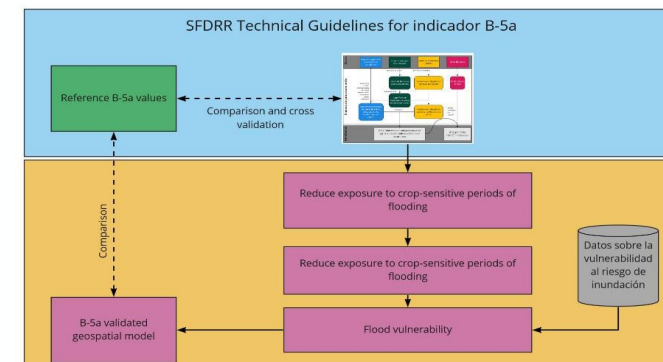 SFDRR Technical Guidelines for indicador B-5a
Reference B-5a values
Comparison and cross
validation
Reduce exposure to crop-sensitive periods of
flooding
Comparison
Reduce exposure to crop-sensitive periods of
flooding
Datos sobre la
vulnerabilidad
al riesgo de
inundación
B-5a validated
geospatial model
Flood vulnerability